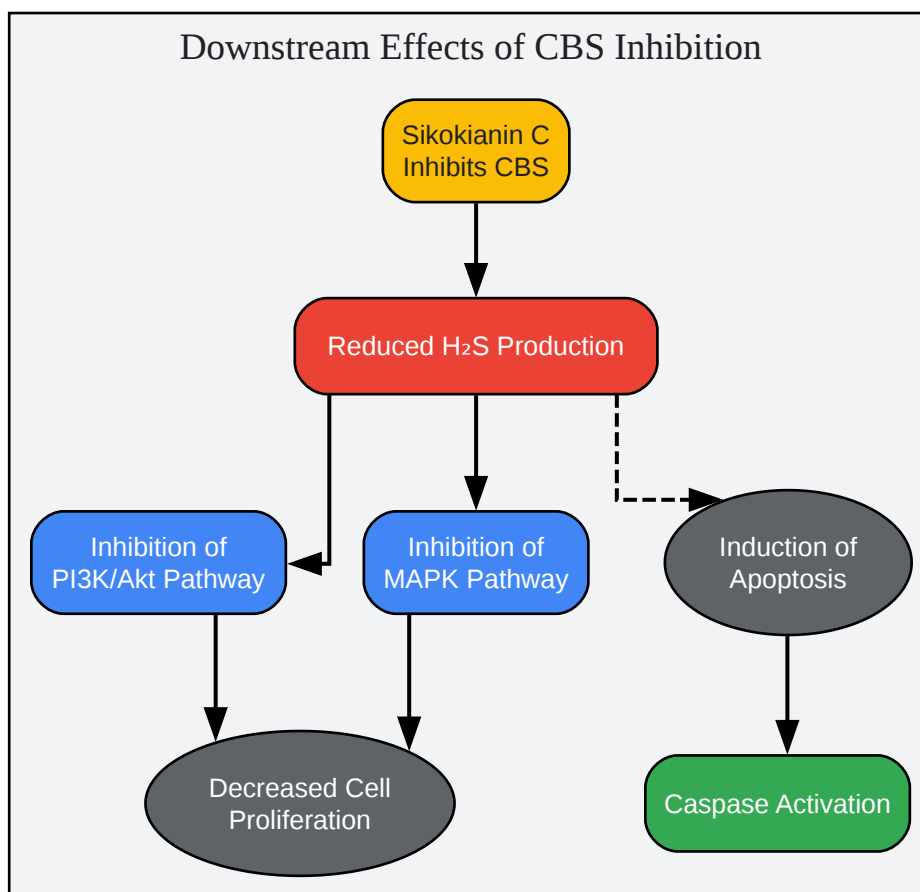 Downstream Effects of CBS Inhibition
Sikokianin C
Inhibits CBS
Reduced H₂S Production
Inhibition of
PI3K/Akt Pathway
Inhibition of
MAPK Pathway
Induction of
Apoptosis
Decreased Cell
Proliferation
Caspase Activation